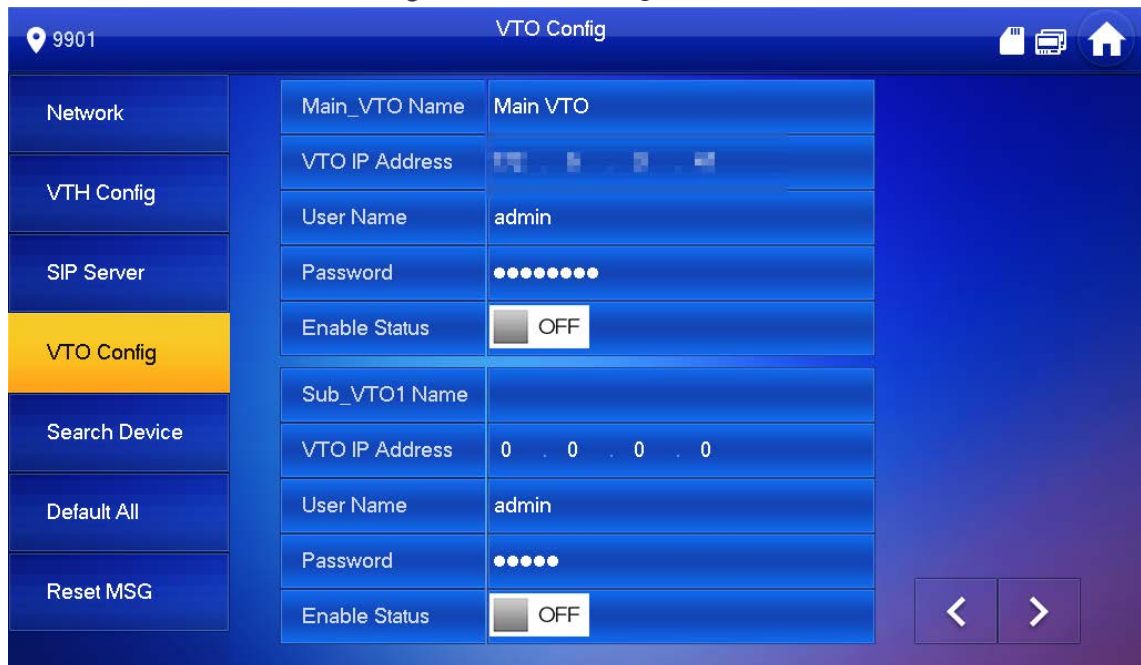 9901
VTO Config
Network
VTH Config
SIP Server
VTO Config
Search Device
Default All
Reset MSG
Main_VTO Name Main VTO
VTO IP Address
User Name admin
Password ●●●●●●●●
Enable Status OFF
Sub_VTO1 Name
VTO IP Address 0 . 0 . 0 . 0
User Name admin
Password ●●●●●
Enable Status OFF